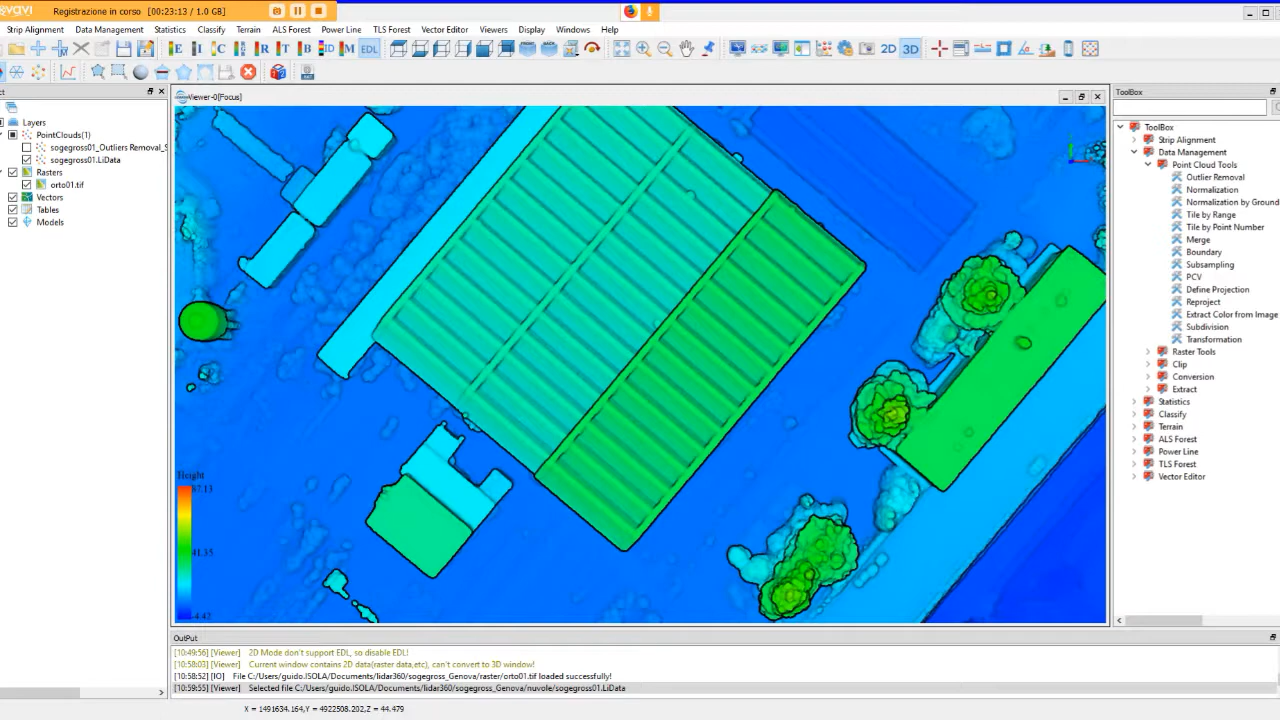 Registrazione in corso [00:23:13 / 1.0 GB]
Start Page Data Management Statistics Classify Terrain ALS Forest Power Line TLS Forest Vector Editor Viewers Display Windows Help
E I C R T B ID M EDL 2D 3D
Viewer-0[Focus]
ToolBox
Layers
PointClouds(1)
sogegross01_Outliers Removal_S
sogegross01.LiData
Rasters
orto01.tif
Vectors
Tables
Models
Height
87.13
41.35
-4.42
ToolBox
Strip Alignment
Data Management
Point Cloud Tools
Outlier Removal
Normalization
Normalization by Ground
Tile by Range
Tile by Point Number
Merge
Boundary
Subsampling
PCV
Define Projection
Reproject
Extract Color from Image
Subdivision
Transformation
Raster Tools
Clip
Conversion
Extract
Statistics
Classify
Terrain
ALS Forest
Power Line
TLS Forest
Vector Editor
OutPut
[10:49:56] [Viewer] 2D Mode don't support EDL, so disable EDL!
[10:58:03] [Viewer] Current window contains 2D data(raster data,etc), can't convert to 3D window!
[10:58:52] [IO] File C:/Users/guido.ISOLA/Documents/lidar360/sogegross_Genova/raster/orto01.tif loaded successfully!
[10:59:55] [Viewer] Selected file C:/Users/guido.ISOLA/Documents/lidar360/sogegross_Genova/nuvole/sogegross01.LiData
X = 1491634.164,Y = 4922508.202,Z = 44.479